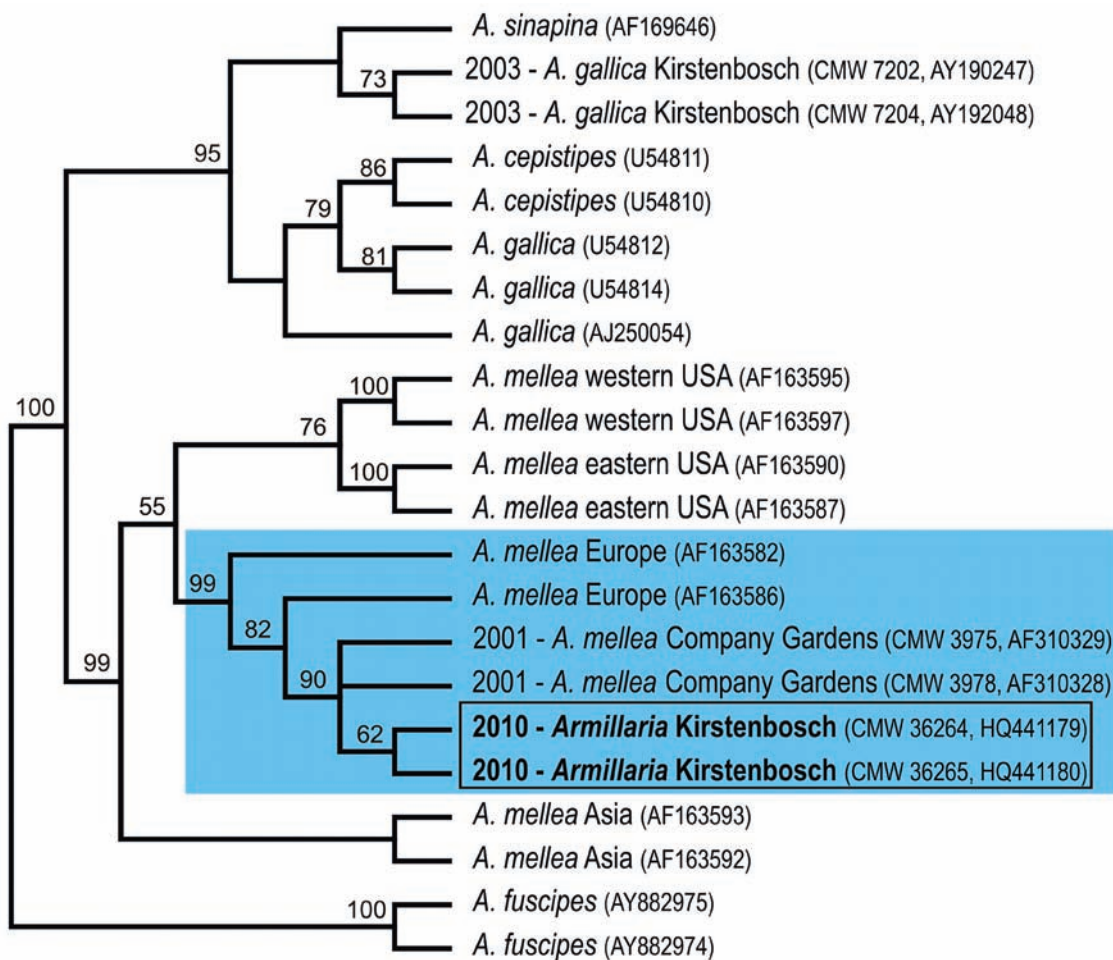 A. sinapina (AF169646)
2003 - A. gallica Kirstenbosch (CMW 7202, AY190247)
73
2003 - A. gallica Kirstenbosch (CMW 7204, AY192048)
95
A. cepistipes (U54811)
86
A. cepistipes (U54810)
79
A. gallica (U54812)
81
A. gallica (U54814)
A. gallica (AJ250054)
A. mellea western USA (AF163595)
100
100
A. mellea western USA (AF163597)
76
A. mellea eastern USA (AF163590)
100
A. mellea eastern USA (AF163587)
55
A. mellea Europe (AF163582)
99
A. mellea Europe (AF163586)
82
2001 - A. mellea Company Gardens (CMW 3975, AF310329)
99
90
2001 - A. mellea Company Gardens (CMW 3978, AF310328)
2010 - Armillaria Kirstenbosch (CMW 36264, HQ441179)
62
2010 - Armillaria Kirstenbosch (CMW 36265, HQ441180)
A. mellea Asia (AF163593)
A. mellea Asia (AF163592)
A. fuscipes (AY882975)
100
A. fuscipes (AY882974)